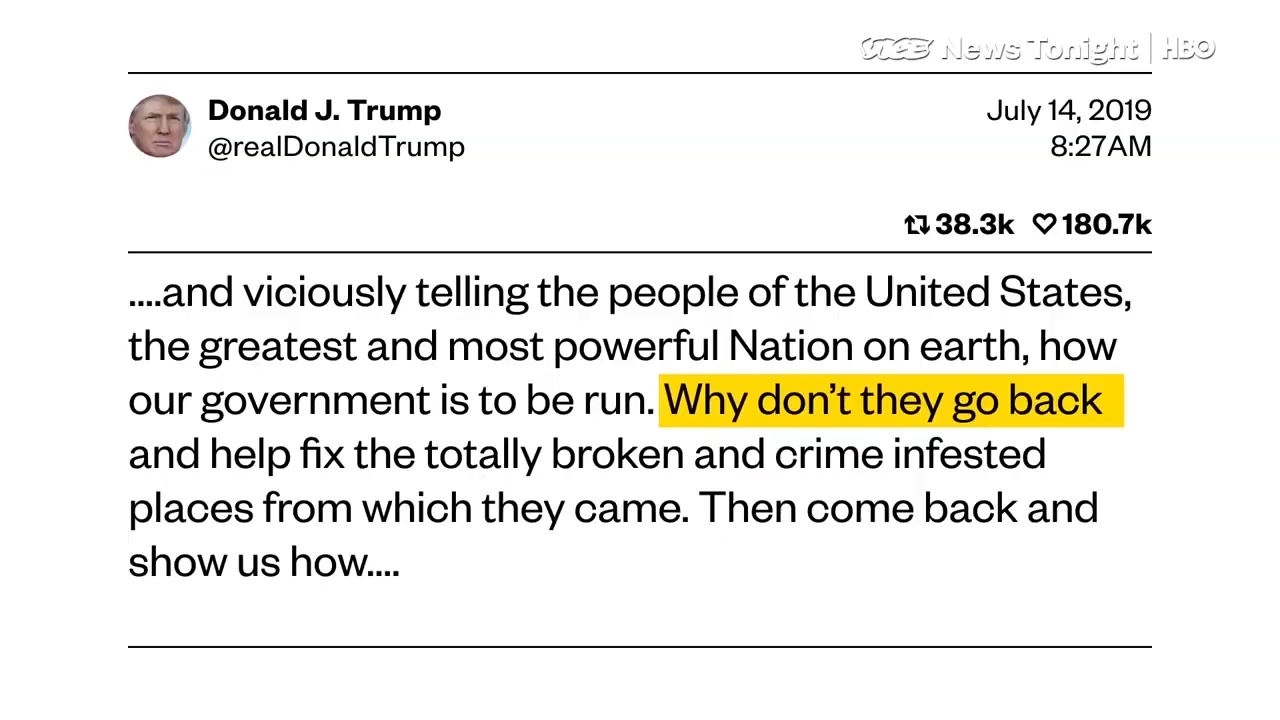 VICE News Tonight | HBO
Donald J. Trump
July 14, 2019
@realDonaldTrump
8:27AM
38.3k 180.7k
....and viciously telling the people of the United States,
the greatest and most powerful Nation on earth, how
our government is to be run. Why don’t they go back
and help fix the totally broken and crime infested
places from which they came. Then come back and
show us how....